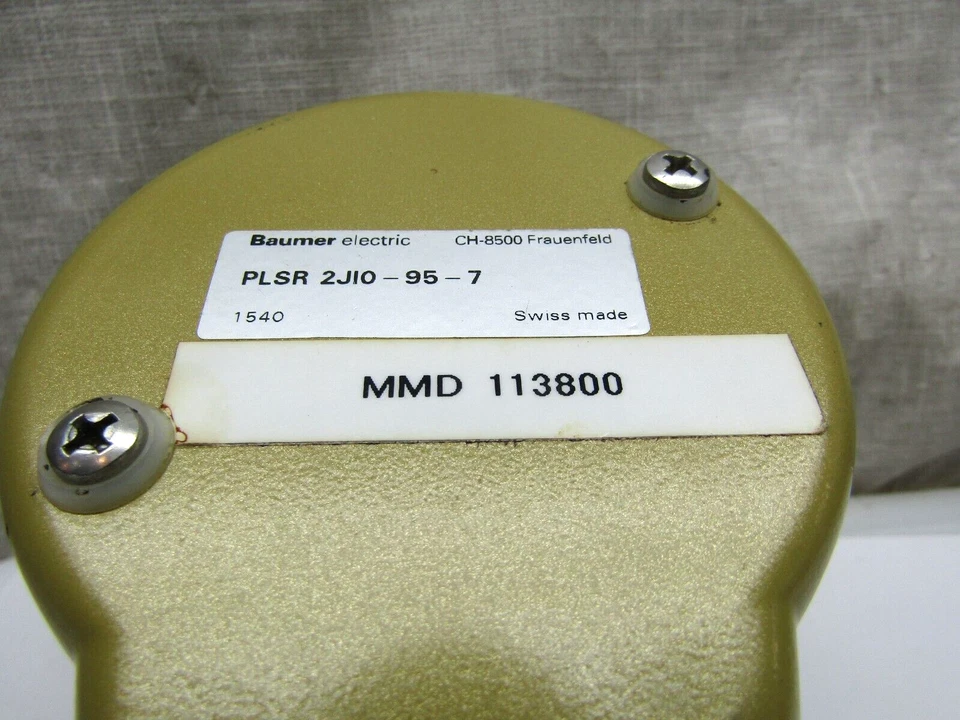 Baumer electric CH-8500 Frauenfeld
PLSR 2JI0 – 95 – 7
1540 Swiss made
MMD 113800